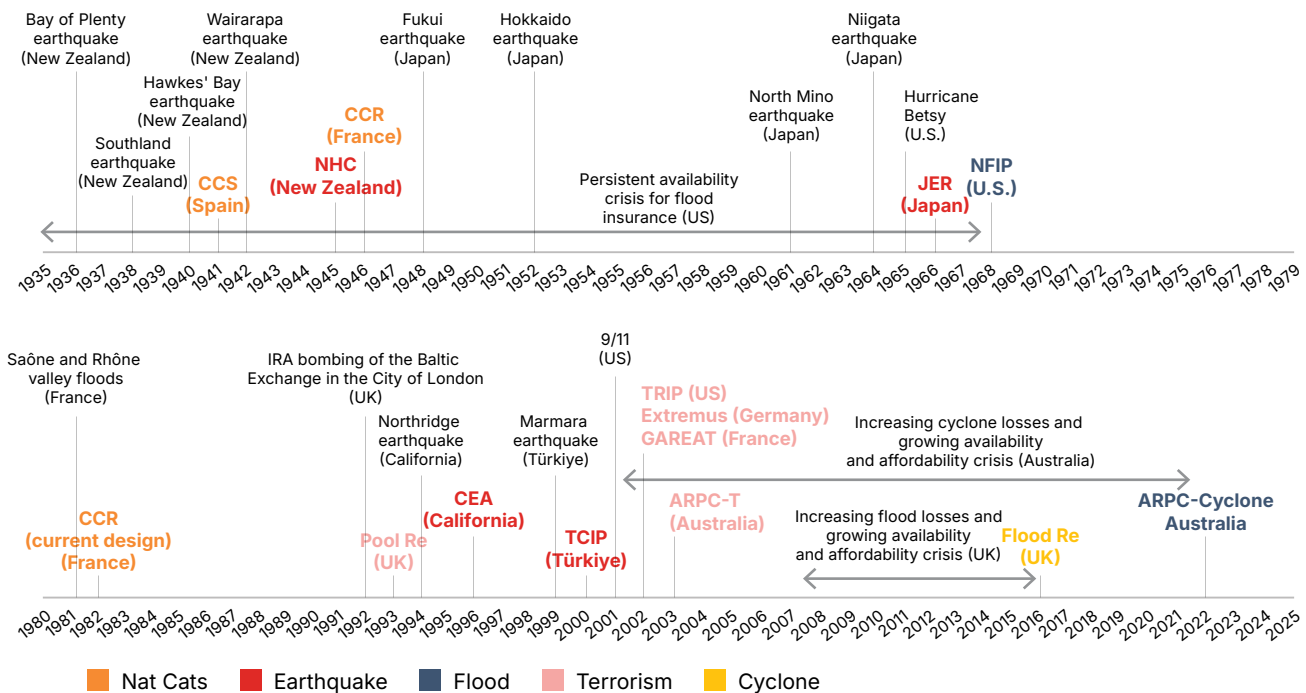 Bay of Plenty
earthquake
(New Zealand)
Wairarapa
earthquake
(New Zealand)
Fukui
earthquake
(Japan)
Hokkaido
earthquake
(Japan)
Niigata
earthquake
(Japan)
Hawkes' Bay
earthquake
(New Zealand)
North Mino
earthquake
(Japan)
Hurricane
Betsy
(U.S.)
CCR
(France)
Southland
earthquake
(New Zealand)
NHC
(New Zealand)
CCS
(Spain)
Persistent availability
crisis for flood
insurance (US)
JER
(Japan)
NFIP
(U.S.)
1935 1936 1937 1938 1939 1940 1941 1942 1943 1944 1945 1946 1947 1948 1949 1950 1951 1952 1953 1954 1955 1956 1957 1958 1959 1960 1961 1962 1963 1964 1965 1966 1967 1968 1969 1970 1971 1972 1973 1974 1975 1976 1977 1978 1979
9/11
(US)
Saône and Rhône
valley floods
(France)
IRA bombing of the Baltic
Exchange in the City of London
(UK)
TRIP (US)
Extremus (Germany)
GAREAT (France)
Northridge
earthquake
(California)
Marmara
earthquake
(Türkiye)
Increasing cyclone losses and
growing availability
and affordability crisis (Australia)
CCR
(current design)
(France)
Pool Re
(UK)
CEA
(California)
TCIP
(Türkiye)
ARPC-T
(Australia)
Increasing flood losses and
growing availability
and affordability crisis (UK)
Flood Re
(UK)
ARPC-Cyclone
Australia
1980 1981 1982 1983 1984 1985 1986 1987 1988 1989 1990 1991 1992 1993 1994 1995 1996 1997 1998 1999 2000 2001 2002 2003 2004 2005 2006 2007 2008 2009 2010 2011 2012 2013 2014 2015 2016 2017 2018 2019 2020 2021 2022 2023 2024 2025
Nat Cats Earthquake Flood Terrorism Cyclone